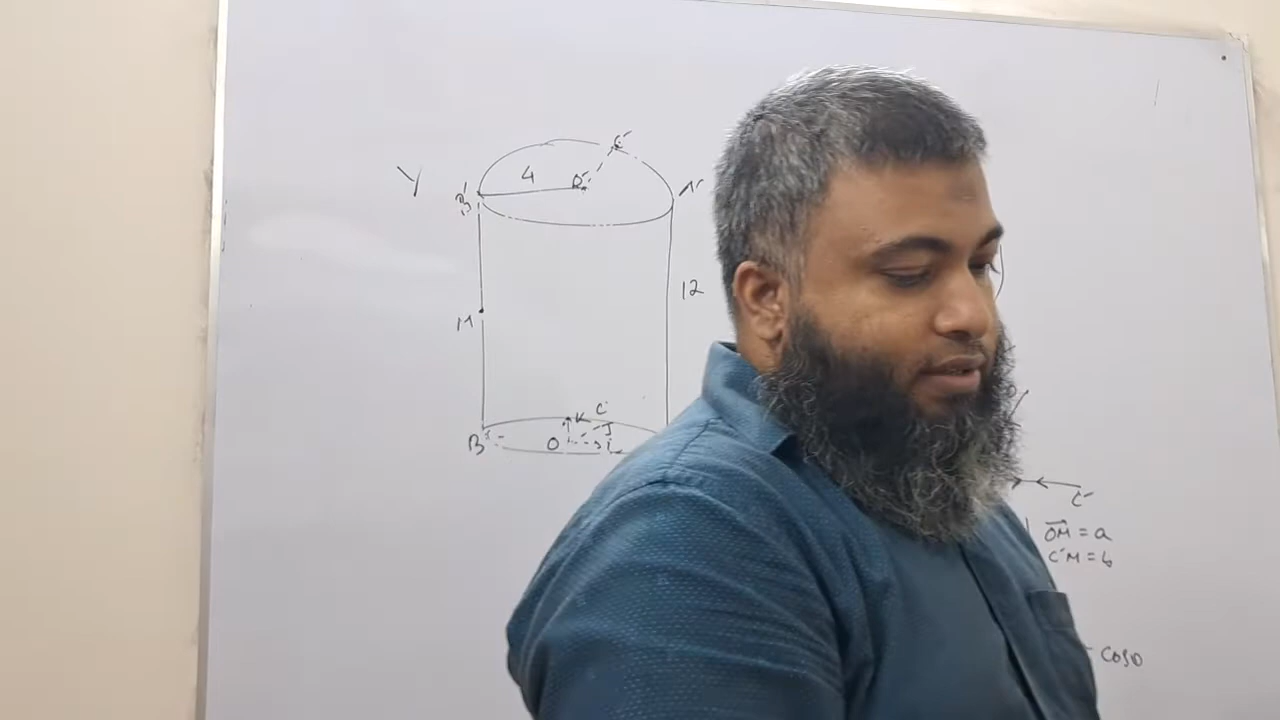 C'
4
O'
B'
A'
12
M
K C
J
B
O
i
C'
OM = a
C'M = b
cosθ